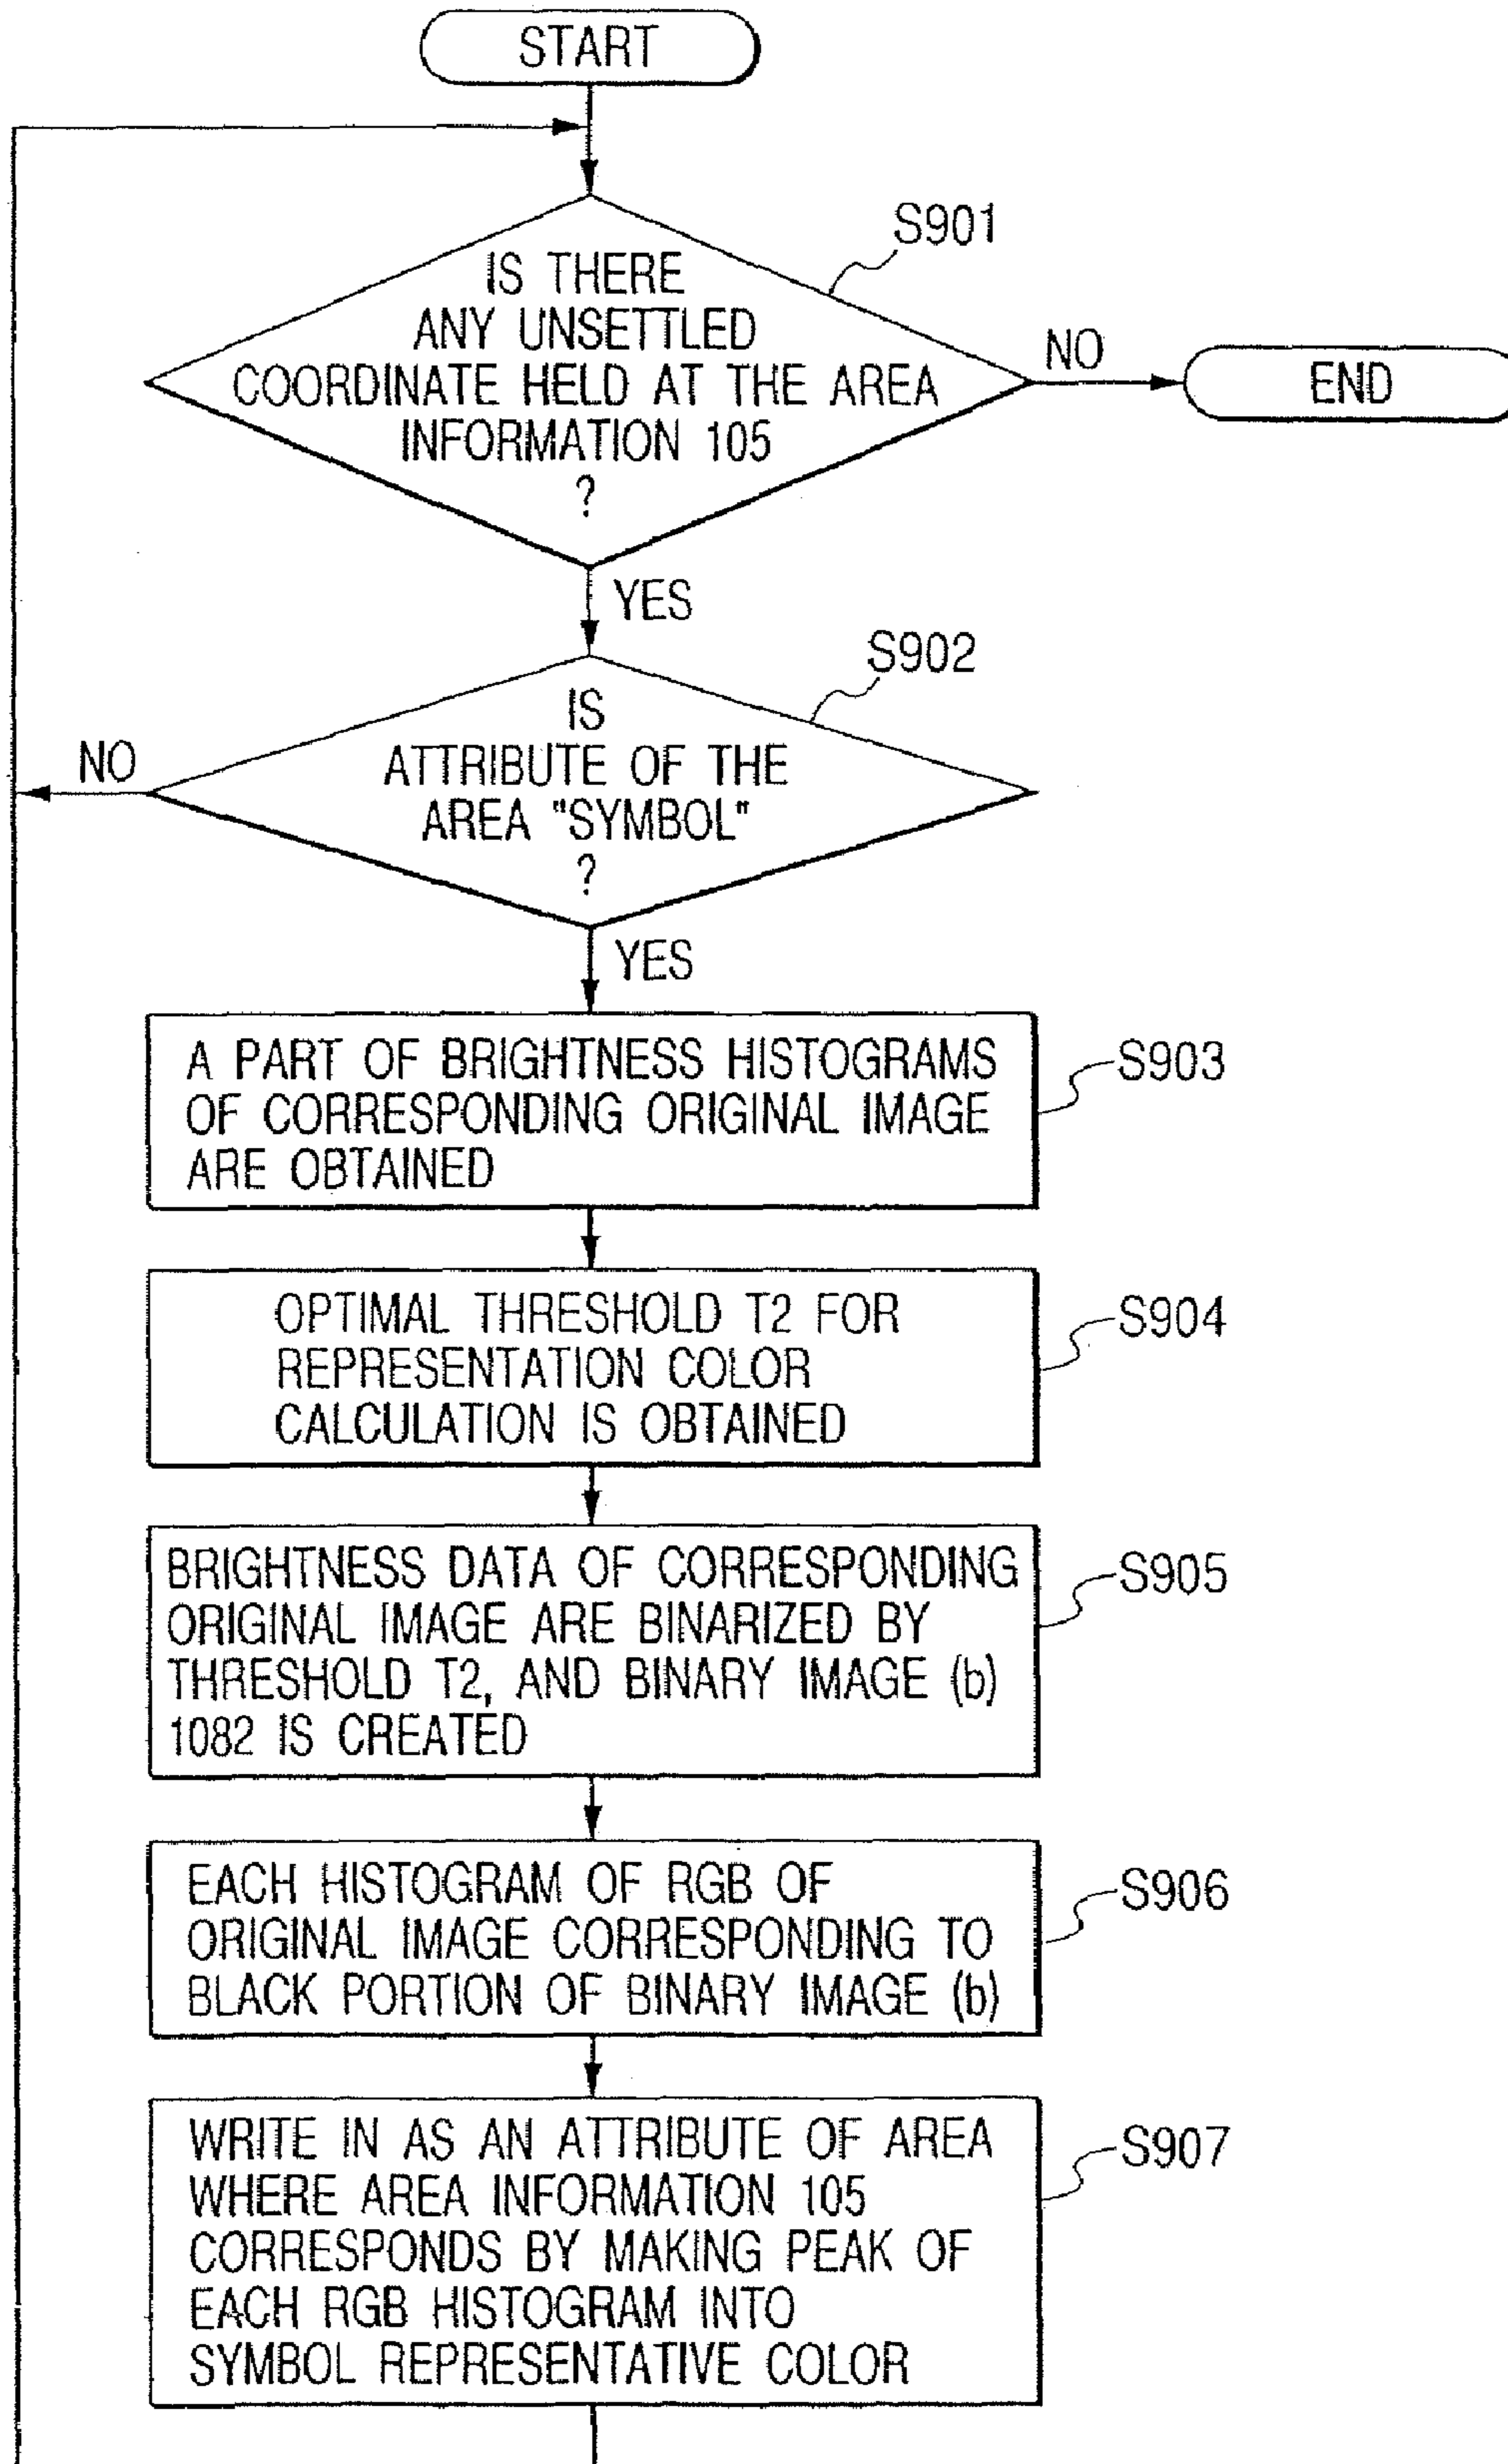 START
S901
IS THERE
ANY UNSETTLED
COORDINATE HELD AT THE AREA
INFORMATION 105
?
NO
END
YES
S902
IS
ATTRIBUTE OF THE
AREA "SYMBOL"
?
NO
YES
A PART OF BRIGHTNESS HISTOGRAMS
OF CORRESPONDING ORIGINAL IMAGE
ARE OBTAINED
S903
OPTIMAL THRESHOLD T2 FOR
REPRESENTATION COLOR
CALCULATION IS OBTAINED
S904
BRIGHTNESS DATA OF CORRESPONDING
ORIGINAL IMAGE ARE BINARIZED BY
THRESHOLD T2, AND BINARY IMAGE (b)
1082 IS CREATED
S905
EACH HISTOGRAM OF RGB OF
ORIGINAL IMAGE CORRESPONDING TO
BLACK PORTION OF BINARY IMAGE (b)
S906
WRITE IN AS AN ATTRIBUTE OF AREA
WHERE AREA INFORMATION 105
CORRESPONDS BY MAKING PEAK OF
EACH RGB HISTOGRAM INTO
SYMBOL REPRESENTATIVE COLOR
S907